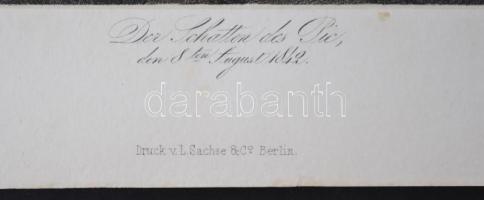 Der Schatten des Pic,
den 8ten August 1842.
darabanth
Druck v. L. Sachse & Co. Berlin.